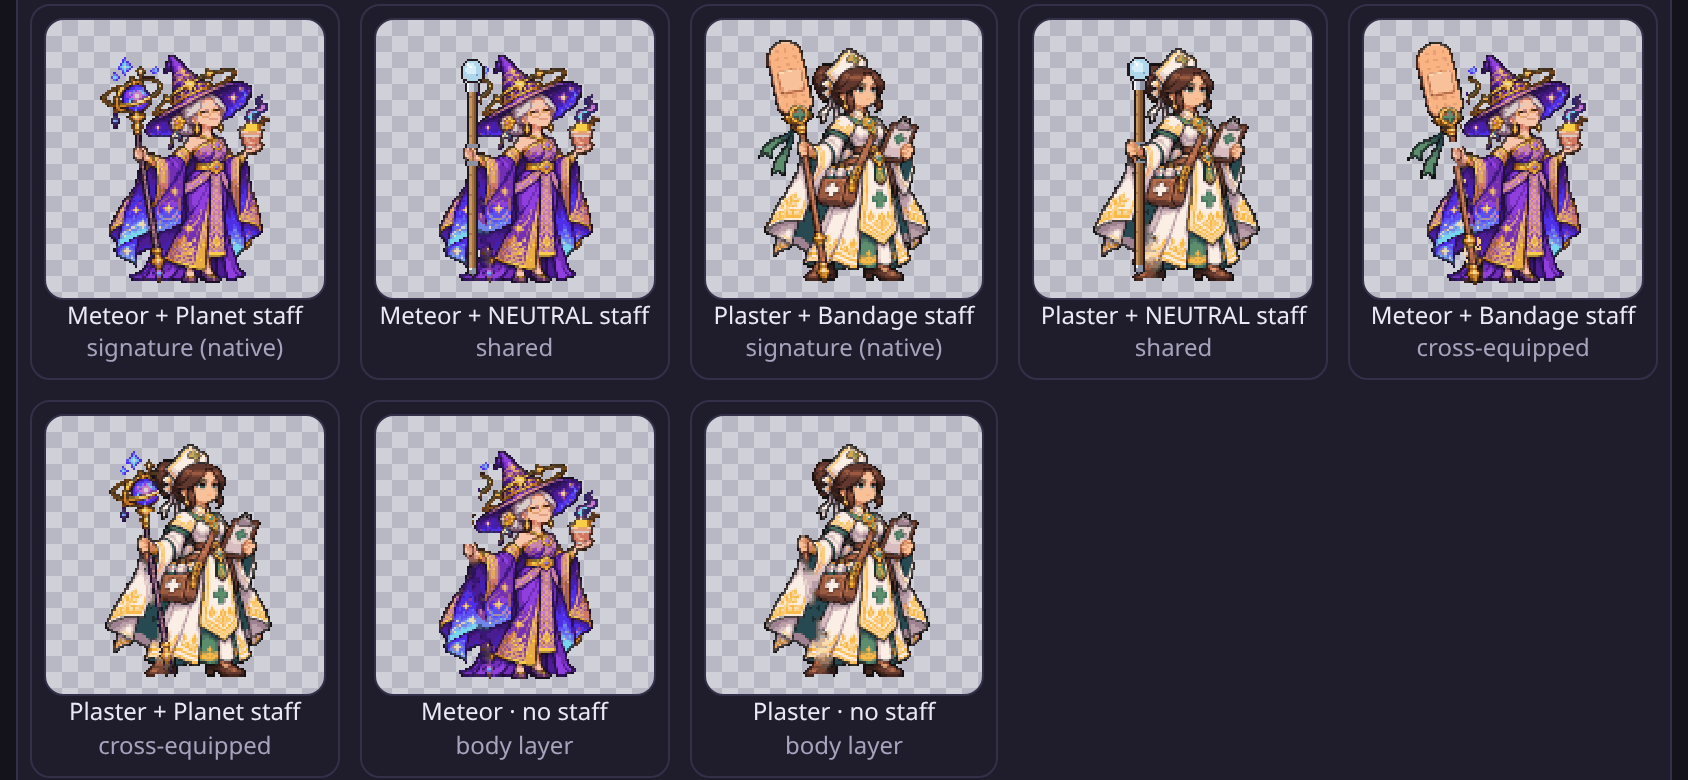 Meteor + Planet staff
signature (native)
Meteor + NEUTRAL staff
shared
Plaster + Bandage staff
signature (native)
Plaster + NEUTRAL staff
shared
Meteor + Bandage staff
cross-equipped
Plaster + Planet staff
cross-equipped
Meteor · no staff
body layer
Plaster · no staff
body layer